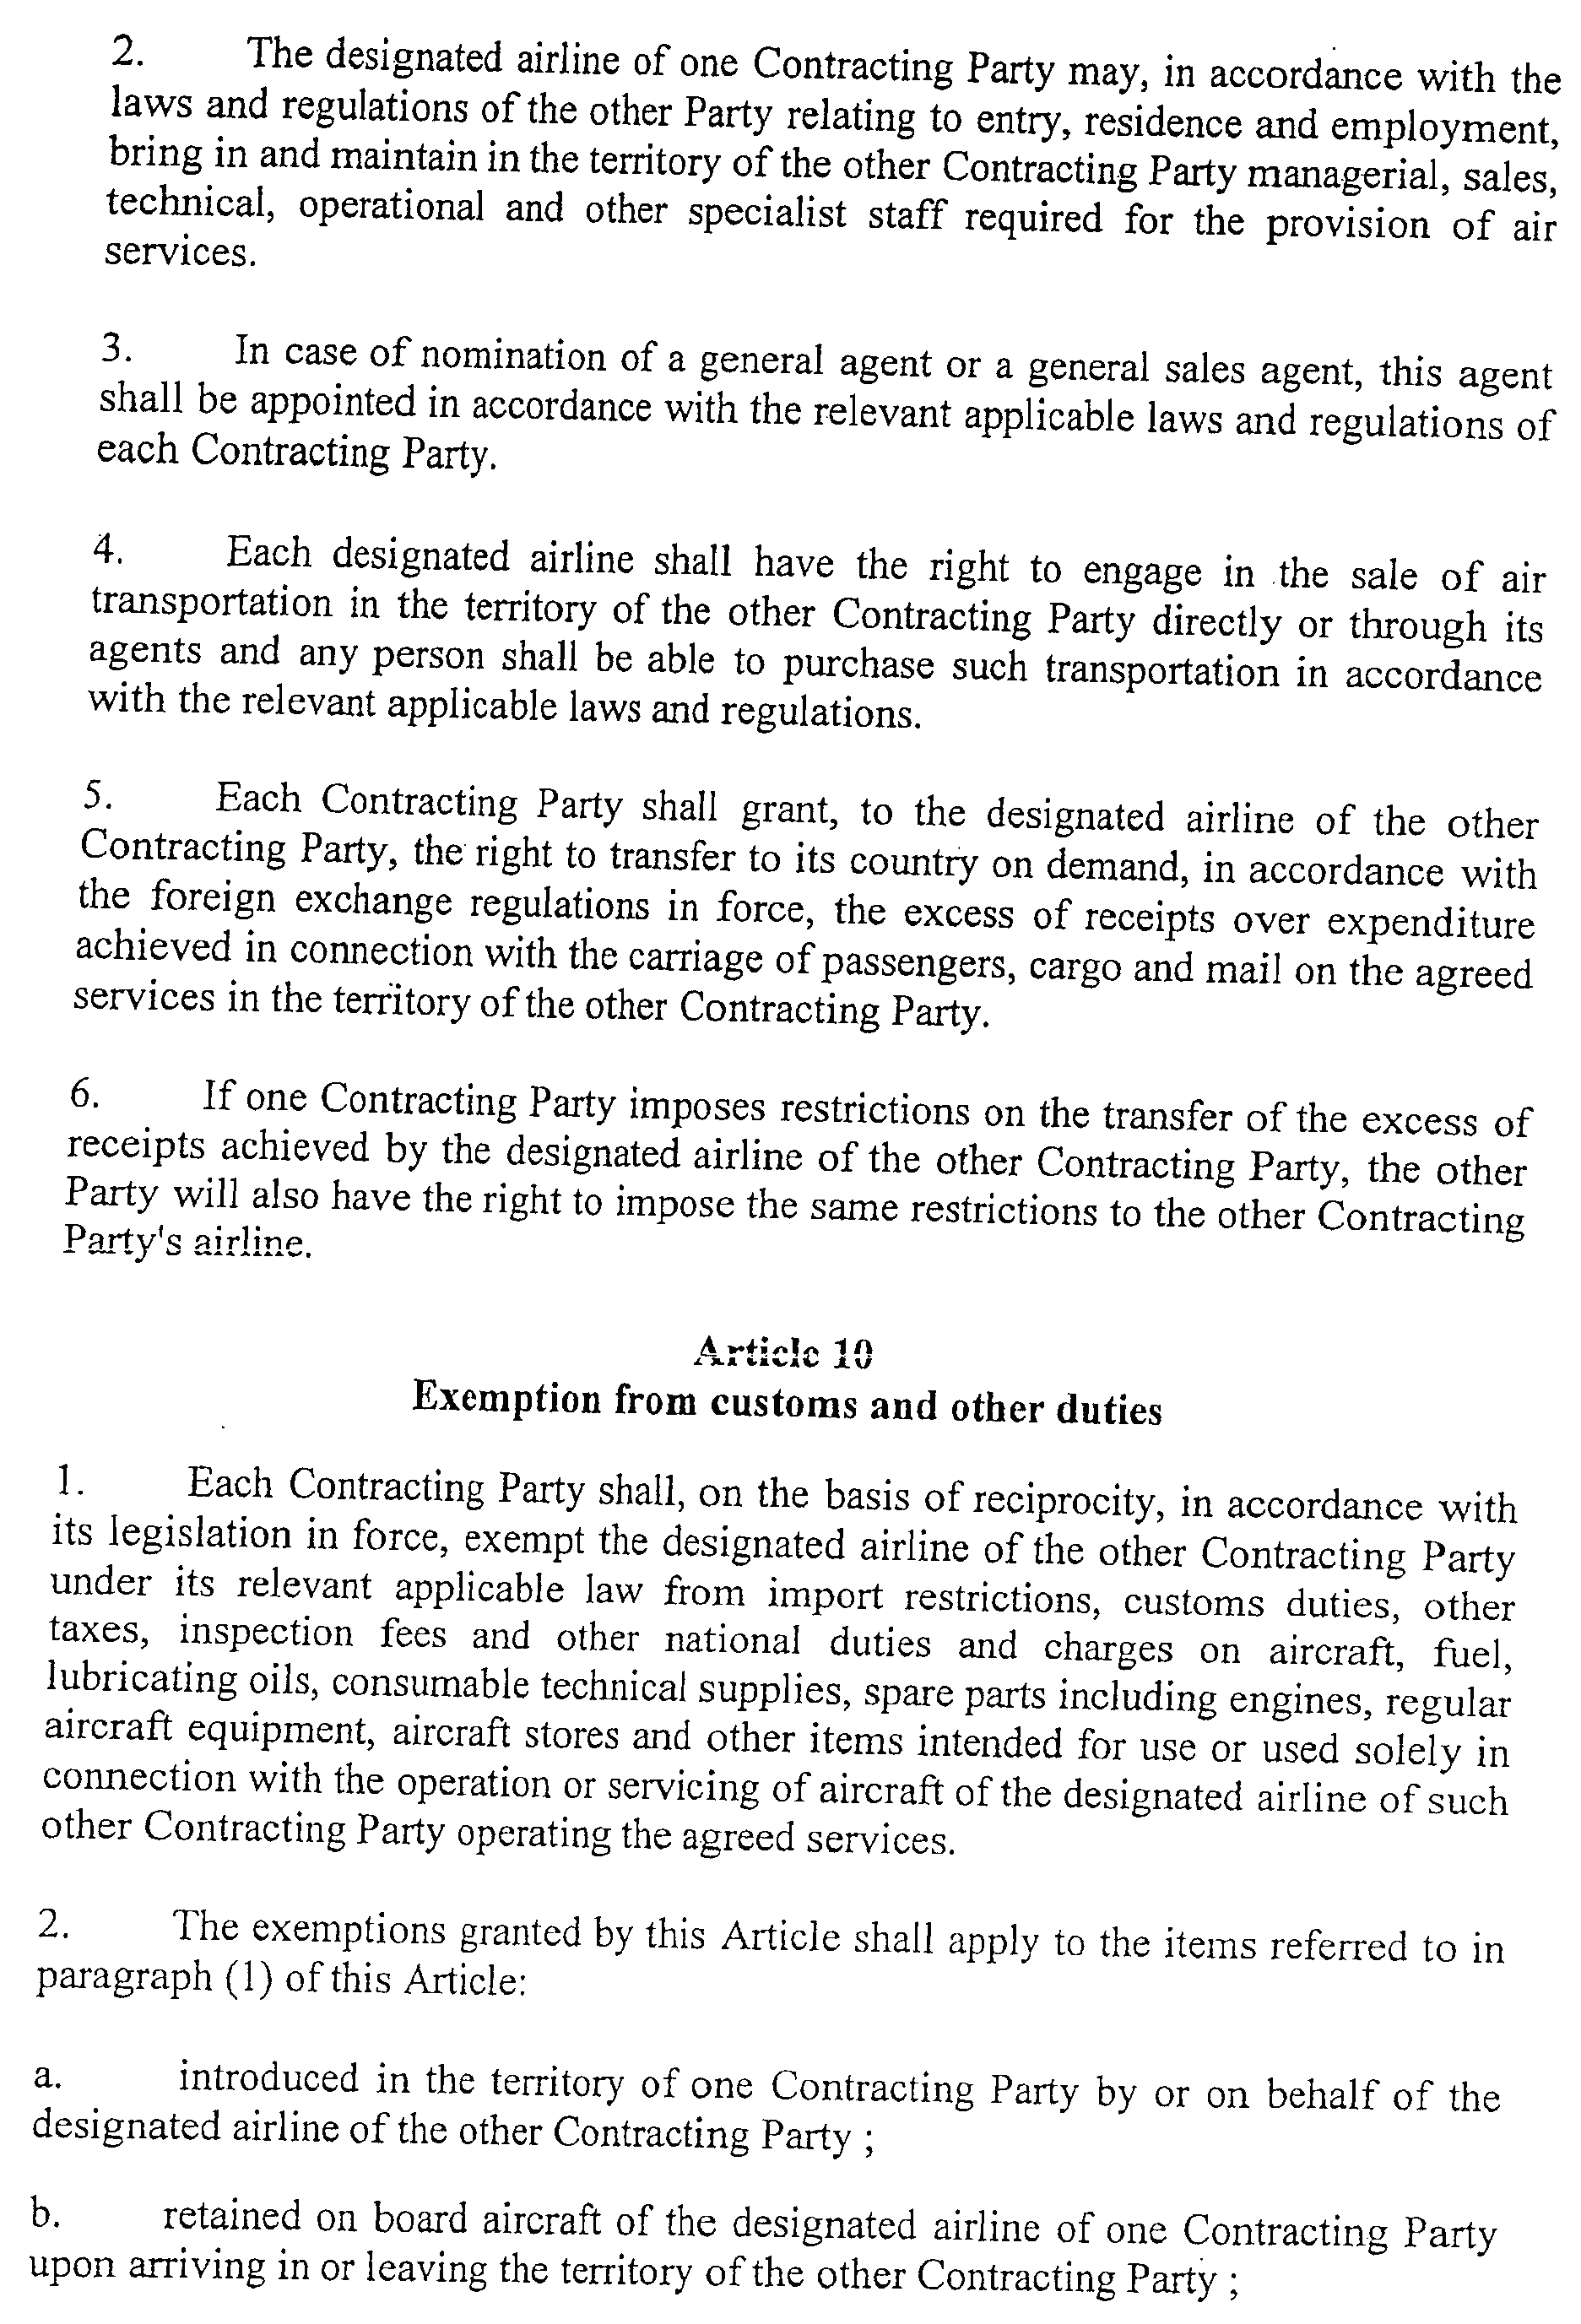 2. The designated airline of one Contracting Party may, in accordance with the
laws and regulations of the other Party relating to entry, residence and employment,
bring in and maintain in the territory of the other Contracting Party managerial, sales,
technical, operational and other specialist staff required for the provision of air
services.
3. In case of nomination of a general agent or a general sales agent, this agent
shall be appointed in accordance with the relevant applicable laws and regulations of
each Contracting Party.
4. Each designated airline shall have the right to engage in the sale of air
transportation in the territory of the other Contracting Party directly or through its
agents and any person shall be able to purchase such transportation in accordance
with the relevant applicable laws and regulations.
5. Each Contracting Party shall grant, to the designated airline of the other
Contracting Party, the right to transfer to its country on demand, in accordance with
the foreign exchange regulations in force, the excess of receipts over expenditure
achieved in connection with the carriage of passengers, cargo and mail on the agreed
services in the territory of the other Contracting Party.
6. If one Contracting Party imposes restrictions on the transfer of the excess of
receipts achieved by the designated airline of the other Contracting Party, the other
Party will also have the right to impose the same restrictions to the other Contracting
Party's airline.
Article 10
Exemption from customs and other duties
1. Each Contracting Party shall, on the basis of reciprocity, in accordance with
its legislation in force, exempt the designated airline of the other Contracting Party
under its relevant applicable law from import restrictions, customs duties, other
taxes, inspection fees and other national duties and charges on aircraft, fuel,
lubricating oils, consumable technical supplies, spare parts including engines, regular
aircraft equipment, aircraft stores and other items intended for use or used solely in
connection with the operation or servicing of aircraft of the designated airline of such
other Contracting Party operating the agreed services.
2. The exemptions granted by this Article shall apply to the items referred to in
paragraph (1) of this Article:
a. introduced in the territory of one Contracting Party by or on behalf of the
designated airline of the other Contracting Party ;
b. retained on board aircraft of the designated airline of one Contracting Party
upon arriving in or leaving the territory of the other Contracting Party ;